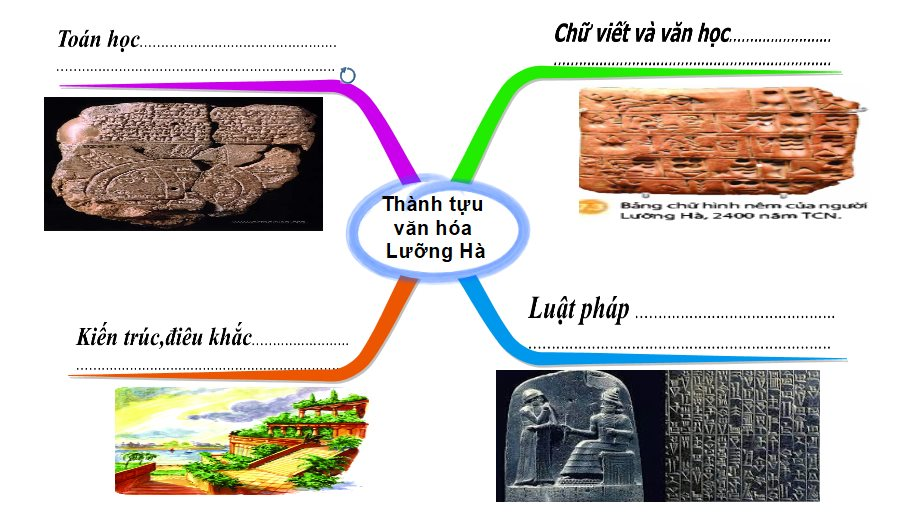 Toán học................................................
..................................................................
Chữ viết và văn học.........................
..................................................................
Bảng chữ hình nêm của người
Lưỡng Hà, 2400 năm TCN.
Thành tựu
văn hóa
Lưỡng Hà
Kiến trúc,điêu khắc.......................
..............................................................
Luật pháp ..........................................
..................................................................